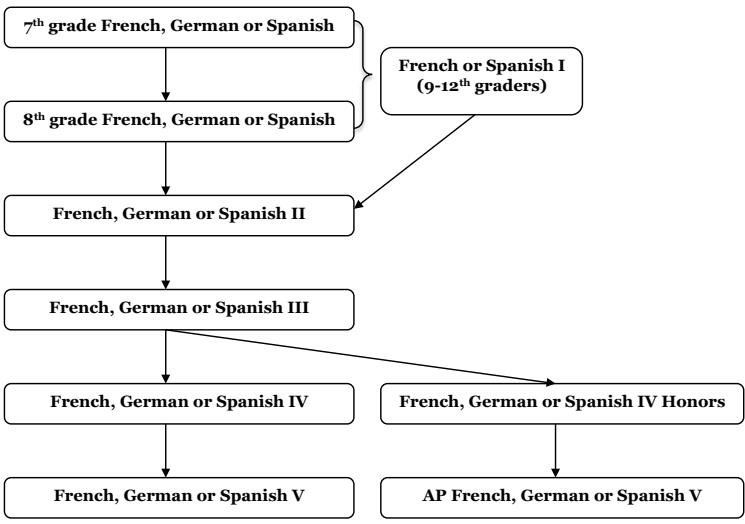 7th grade French, German or Spanish
French or Spanish I
(9-12th graders)
8th grade French, German or Spanish
French, German or Spanish II
French, German or Spanish III
French, German or Spanish IV
French, German or Spanish IV Honors
French, German or Spanish V
AP French, German or Spanish V